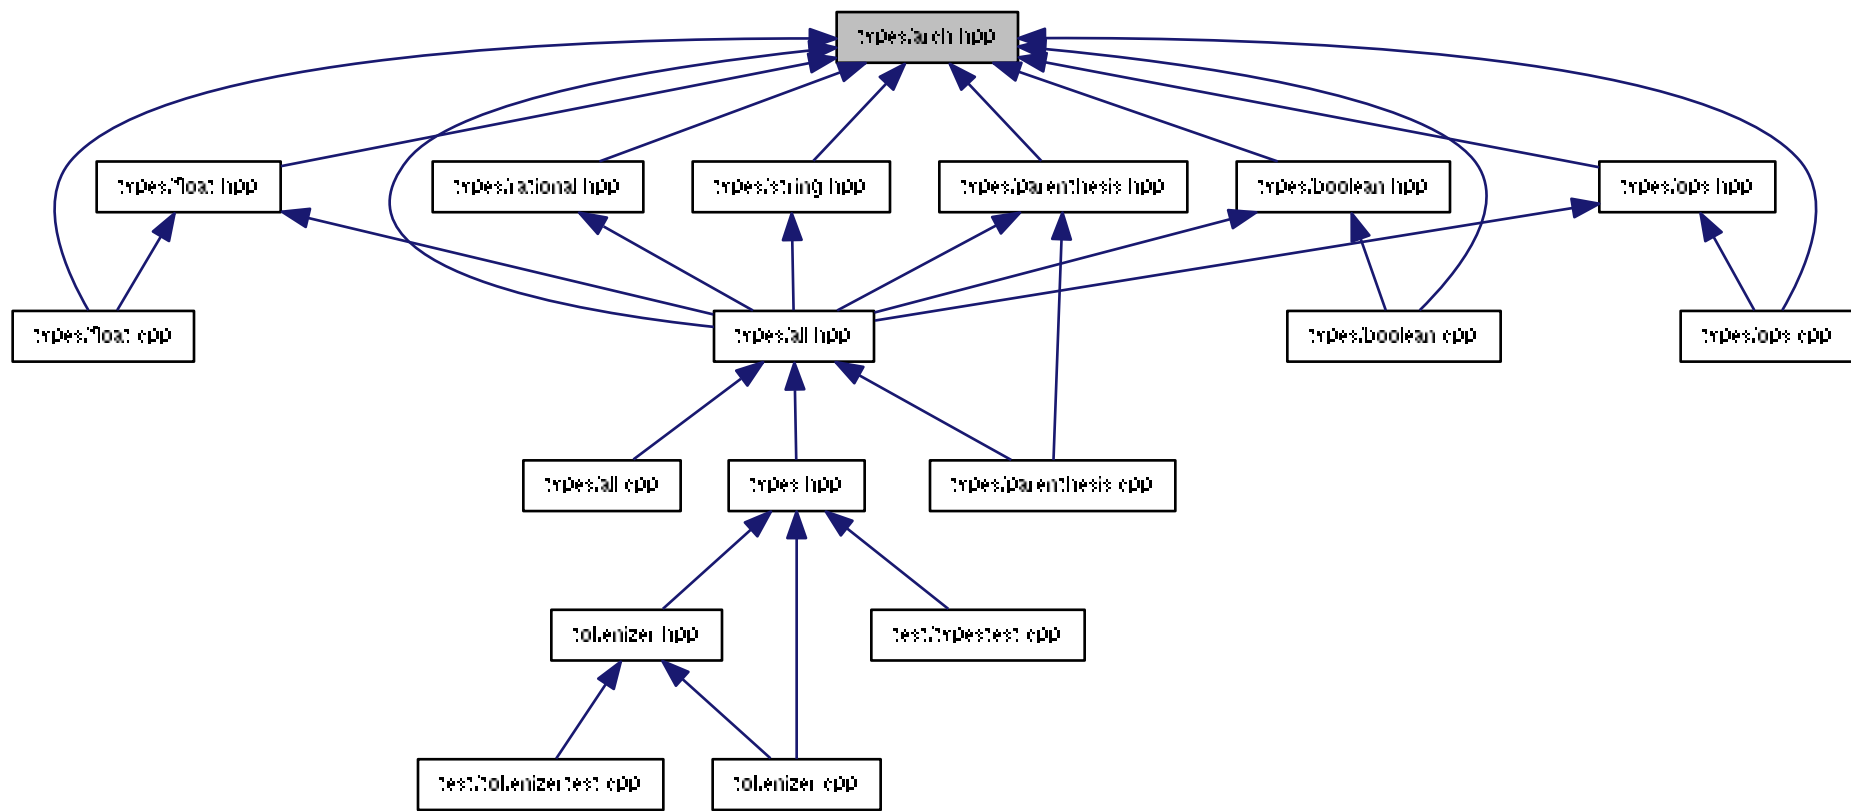 types/arch.hpp
types/float.hpp
types/rational.hpp
types/string.hpp
types/parenthesis.hpp
types/boolean.hpp
types/ops.hpp
types/float.cpp
types/all.hpp
types/boolean.cpp
types/ops.cpp
types/all.cpp
types.hpp
types/parenthesis.cpp
tokenizer.hpp
test/typestest.cpp
test/tokenizertest.cpp
tokenizer.cpp